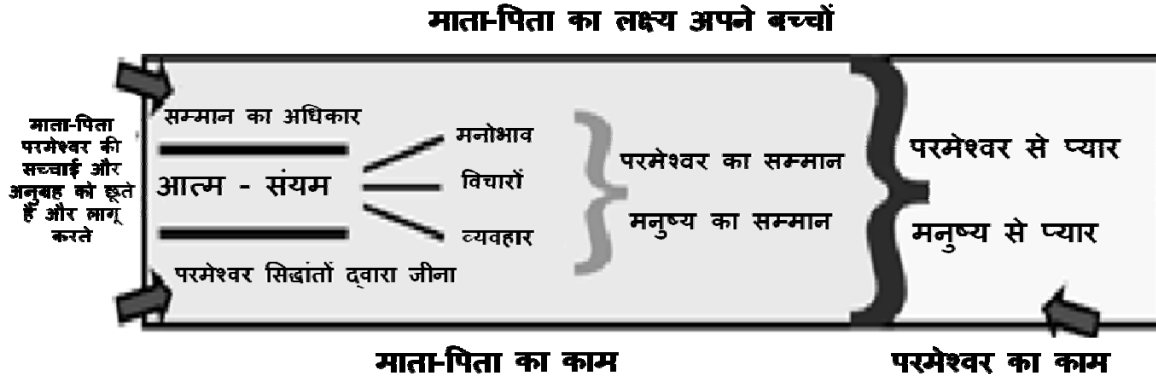 माता-पिता का लक्ष्य अपने बच्चों
माता-पिता
परमेश्वर की
सच्चाई और
अनुग्रह को छूते
हैं और लागू
करते
सम्मान का अधिकार
आत्म - संयम
परमेश्वर सिद्धांतों द्वारा जीना
मनोभाव
विचारों
व्यवहार
परमेश्वर का सम्मान
मनुष्य का सम्मान
परमेश्वर से प्यार
मनुष्य से प्यार
माता-पिता का काम
परमेश्वर का काम